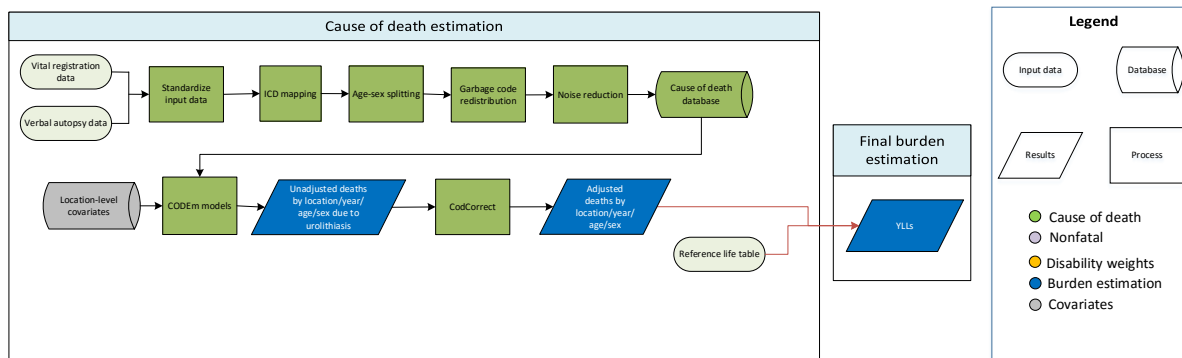 Cause of death estimation
Vital registration
data
Verbal autopsy data
Standardize
input data
ICD mapping
Age-sex splitting
Garbage code
redistribution
Noise reduction
Cause of death
database
Location-level
covariates
CODEm models
Unadjusted deaths
by location/year/
age/sex due to
urolithiasis
CodCorrect
Adjusted
deaths by
location/year/
age/sex
Reference life table
Final burden
estimation
YLLs
Legend
Input data
Database
Results
Process
Cause of death
Nonfatal
Disability weights
Burden estimation
Covariates